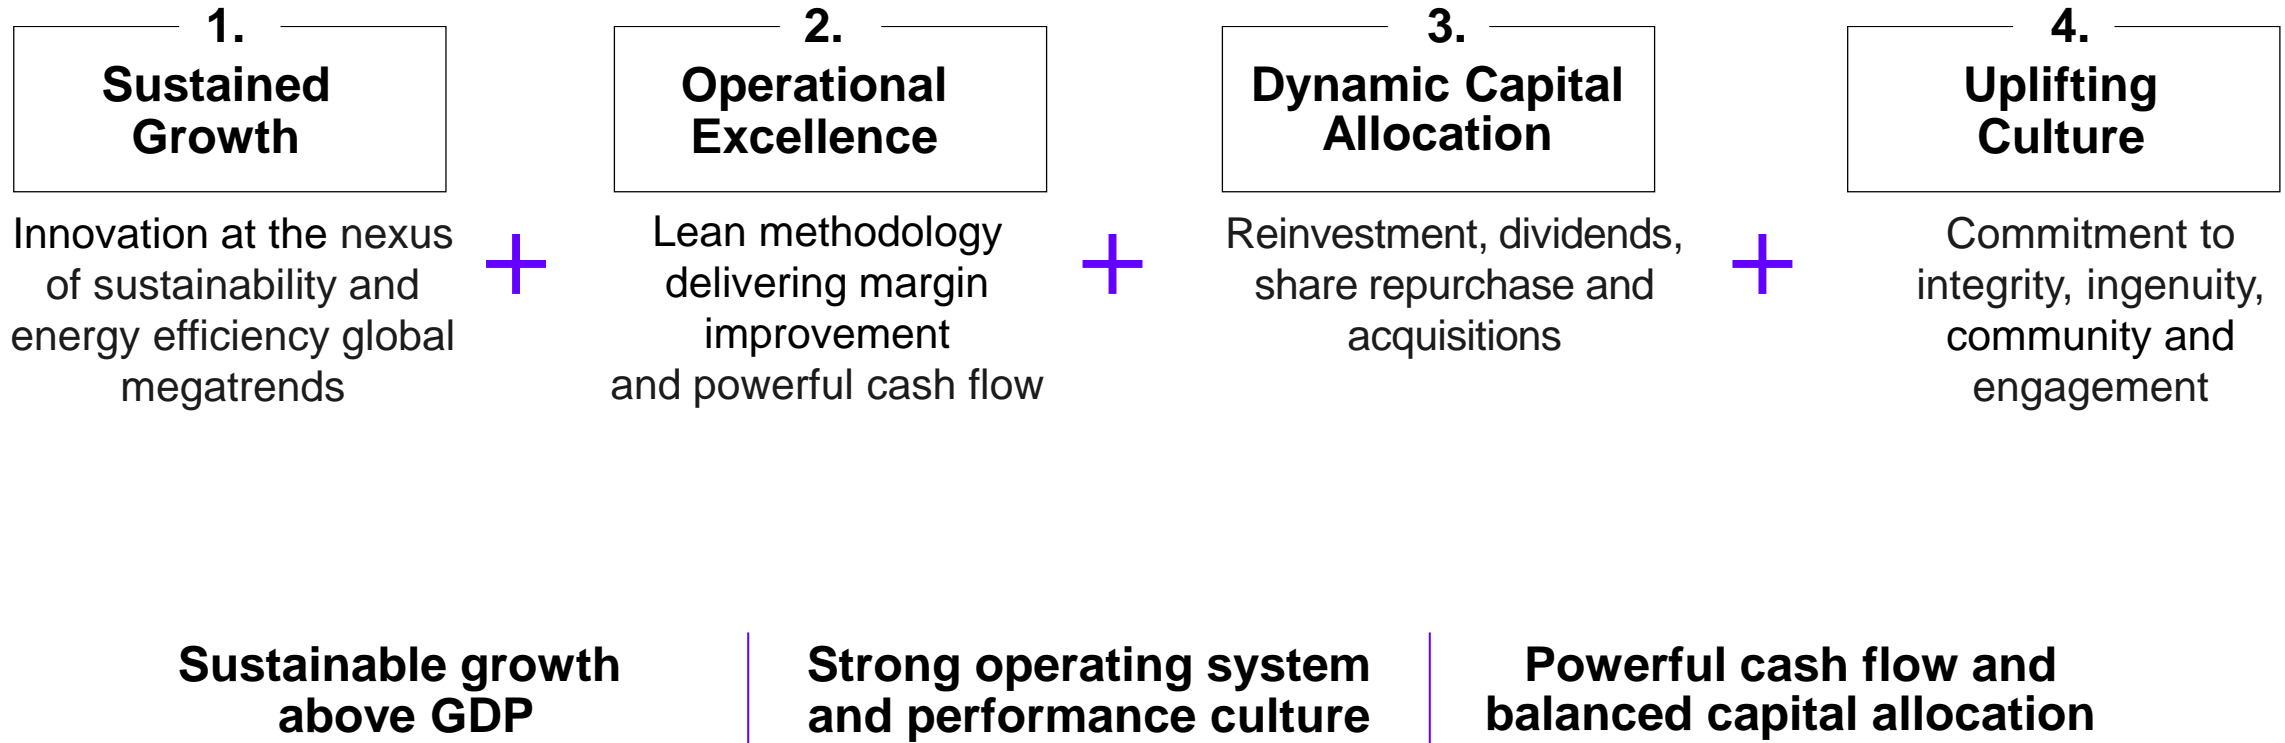 1.
Sustained
Growth
Innovation at the nexus
of sustainability and
energy efficiency global
megatrends
2.
Operational
Excellence
Lean methodology
delivering margin
improvement
and powerful cash flow
3.
Dynamic Capital
Allocation
Reinvestment, dividends,
share repurchase and
acquisitions
4.
Uplifting
Culture
Commitment to
integrity, ingenuity,
community and
engagement
Sustainable growth
above GDP
Strong operating system
and performance culture
Powerful cash flow and
balanced capital allocation